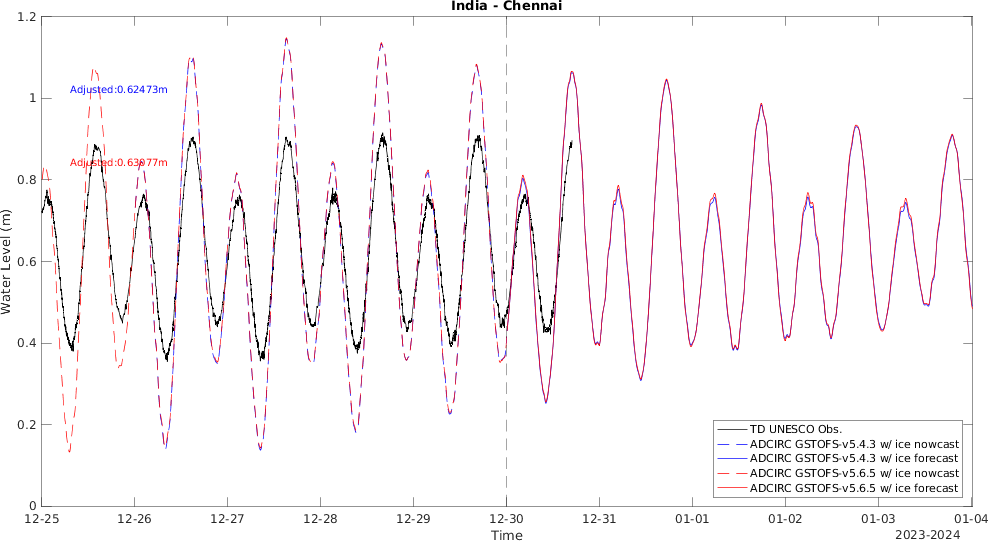 India - Chennai
1.2
1
0.8
0.6
0.4
0.2
0
Water Level (m)
Adjusted:0.62473m
Adjusted:0.63077m
TD UNESCO Obs.
ADCIRC GSTOFS-v5.4.3 w/ ice nowcast
ADCIRC GSTOFS-v5.4.3 w/ ice forecast
ADCIRC GSTOFS-v5.6.5 w/ ice nowcast
ADCIRC GSTOFS-v5.6.5 w/ ice forecast
12-25 12-26 12-27 12-28 12-29 12-30 12-31 01-01 01-02 01-03 01-04
Time
2023-2024